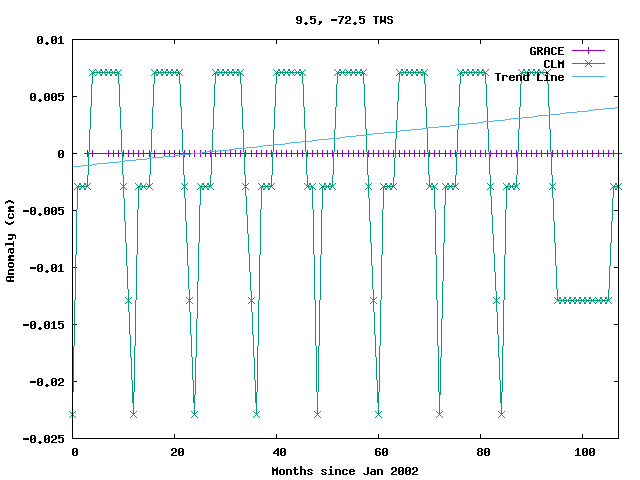 9.5, -72.5 TWS
GRACE
CLM
Trend Line
0.01
0.005
0
-0.005
-0.01
-0.015
-0.02
-0.025
Anomaly (cm)
0 20 40 60 80 100
Months since Jan 2002